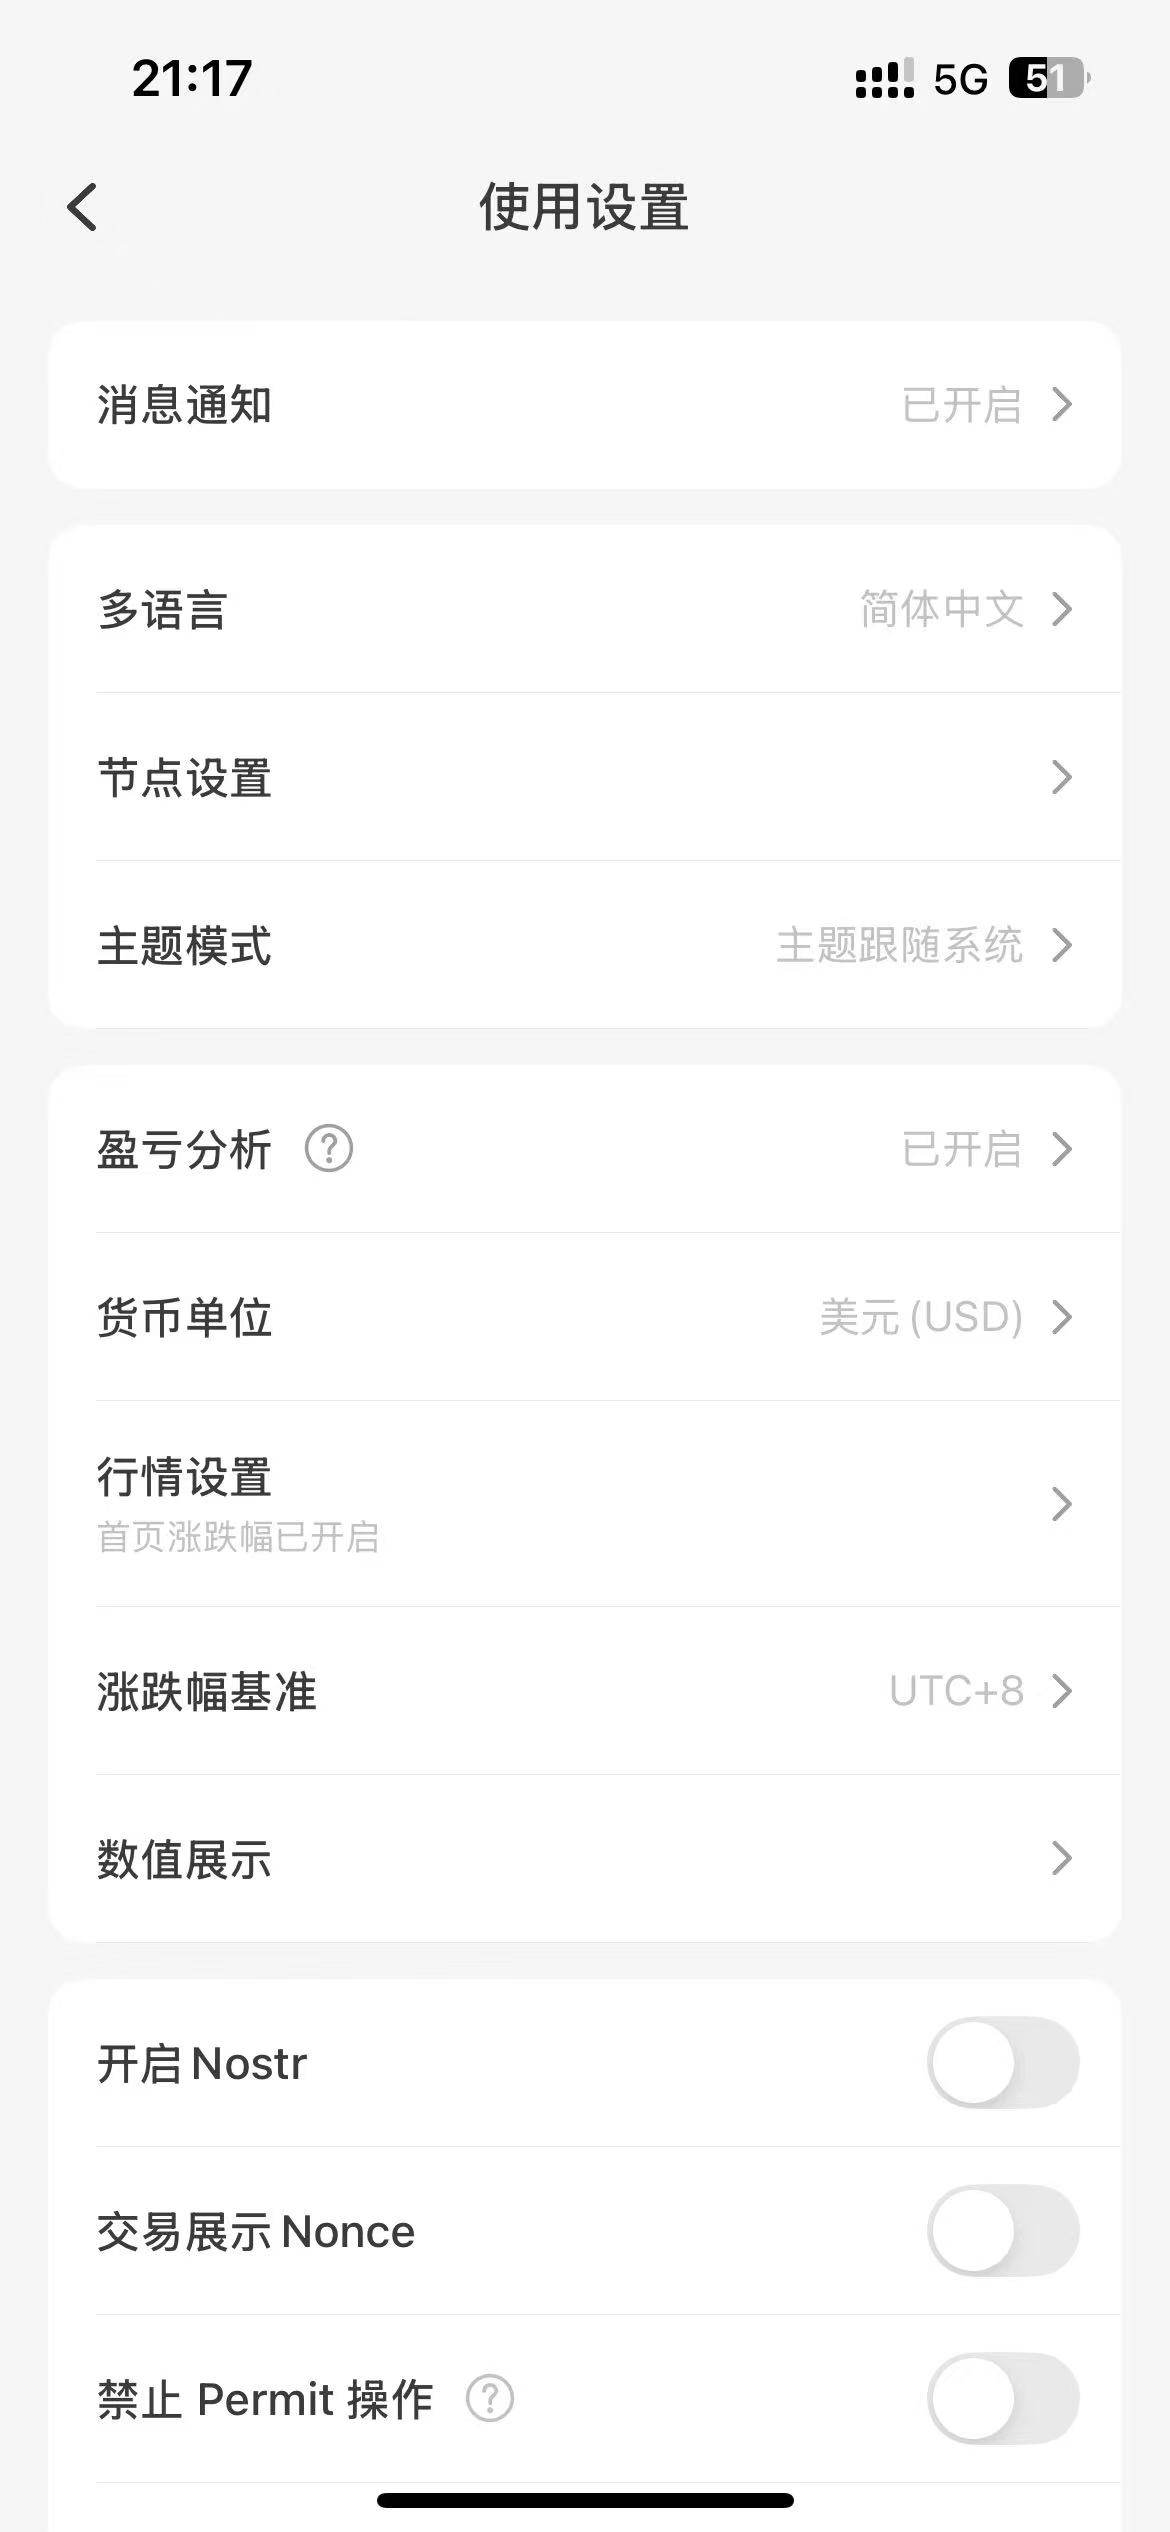 21:17 5G 51
使用设置
消息通知 已开启
多语言 简体中文
节点设置
主题模式 主题跟随系统
盈亏分析 ? 已开启
货币单位 美元 (USD)
行情设置
首页涨跌幅已开启
涨跌幅基准 UTC+8
数值展示
开启 Nostr
交易展示 Nonce
禁止 Permit 操作 ?